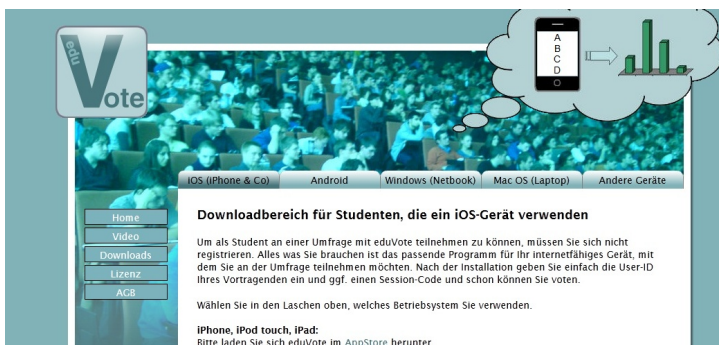 edu
Vote
A
B
C
D
iOS (iPhone & Co)
Android
Windows (Netbook)
Mac OS (Laptop)
Andere Geräte
Home
Video
Downloads
Lizenz
AGB
Downloadbereich für Studenten, die ein iOS-Gerät verwenden
Um als Student an einer Umfrage mit eduVote teilnehmen zu können, müssen Sie sich nicht
registrieren. Alles was Sie brauchen ist das passende Programm für Ihr internetfähiges Gerät, mit
dem Sie an der Umfrage teilnehmen möchten. Nach der Installation geben Sie einfach die User-ID
Ihres Vortragenden ein und ggf. einen Session-Code und schon können Sie voten.
Wählen Sie in den Laschen oben, welches Betriebsystem Sie verwenden.
iPhone, iPod touch, iPad:
Bitte laden Sie sich eduVote im AppStore herunter